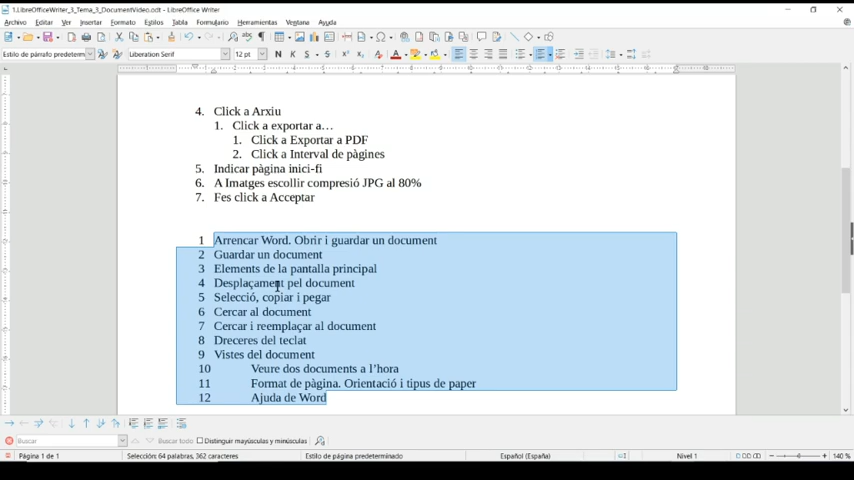 1.LibreOfficeWriter_3_Tema_3_DocumentVideo.odt - LibreOffice Writer
Archivo Editar Ver Insertar Formato Estilos Tabla Formulario Herramientas Ventana Ayuda
Estilo de párrafo predetermin Liberation Serif 12 pt N K S
4. Click a Arxiu
1. Click a exportar a…
1. Click a Exportar a PDF
2. Click a Interval de pàgines
5. Indicar pàgina inici-fi
6. A Imatges escollir compresió JPG al 80%
7. Fes click a Acceptar
1 Arrencar Word. Obrir i guardar un document
2 Guardar un document
3 Elements de la pantalla principal
4 Desplaçament pel document
5 Selecció, copiar i pegar
6 Cercar al document
7 Cercar i reemplaçar al document
8 Dreceres del teclat
9 Vistes del document
10 Veure dos documents a l’hora
11 Format de pàgina. Orientació i tipus de paper
12 Ajuda de Word
Buscar Buscar todo Distinguir mayúsculas y minúsculas
Página 1 de 1 Selección: 64 palabras, 362 caracteres Estilo de página predeterminado Español (España) Nivel 1 140 %